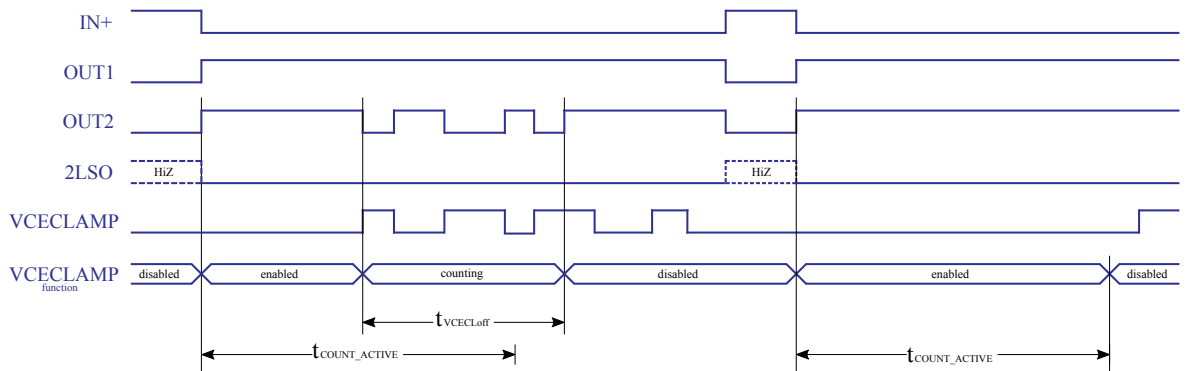 IN+
OUT1
OUT2
2LSO
HiZ
HiZ
VCECLAMP
VCECLAMP
function
disabled
enabled
counting
disabled
enabled
disabled
tVCECLoff
tCOUNT_ACTIVE
tCOUNT_ACTIVE